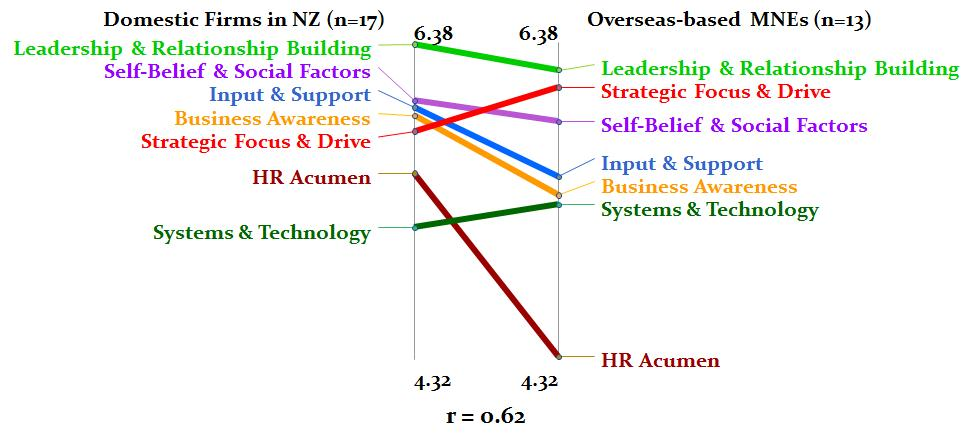 Domestic Firms in NZ (n=17)
Overseas-based MNEs (n=13)
6.38
6.38
Leadership & Relationship Building
Self-Belief & Social Factors
Input & Support
Business Awareness
Strategic Focus & Drive
HR Acumen
Systems & Technology
Leadership & Relationship Building
Strategic Focus & Drive
Self-Belief & Social Factors
Input & Support
Business Awareness
Systems & Technology
HR Acumen
4.32
4.32
r = 0.62